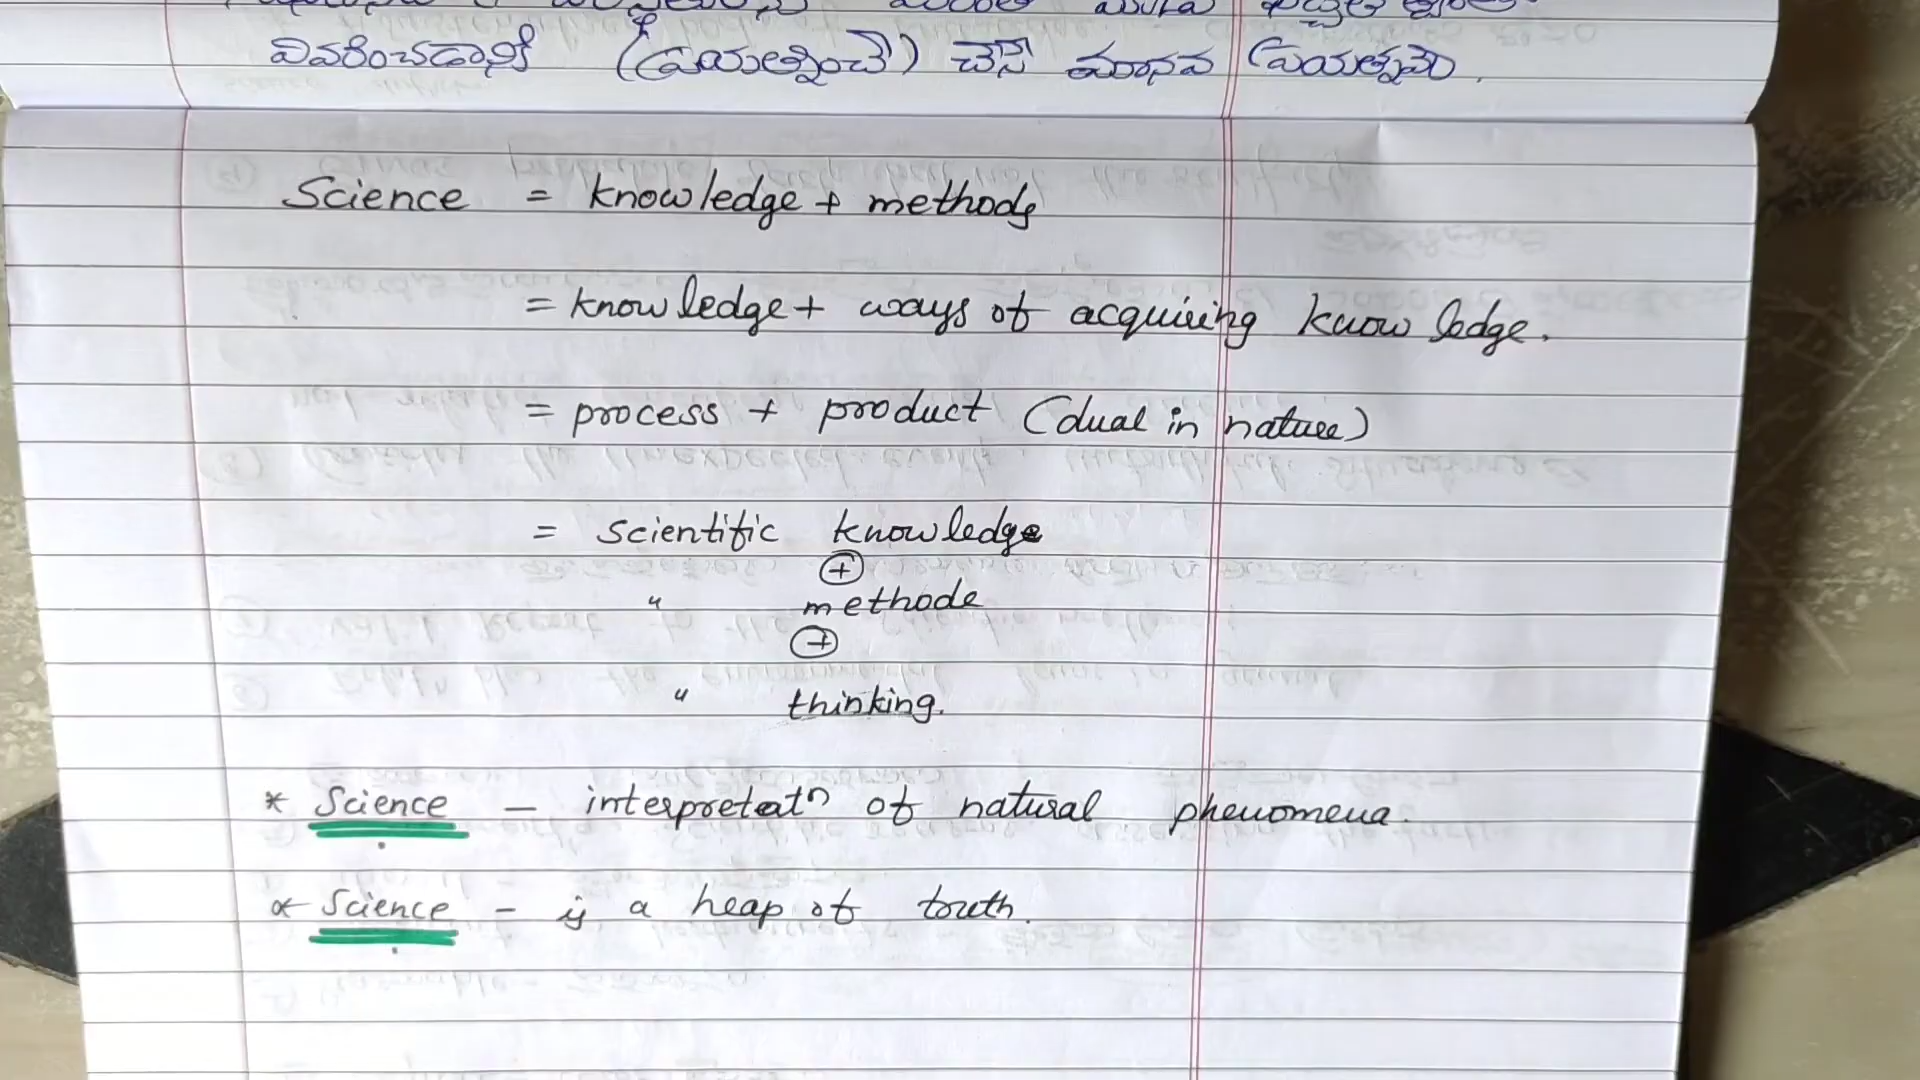 వివరించడానికి (ప్రయత్నించే) చేసే మానవ ప్రయత్నమే.
Science = knowledge + methods
= knowledge + ways of acquiring knowledge.
= process + product (dual in nature)
= scientific knowledge
+
" methods
+
" thinking.
* Science – interpretatn of natural phenomena.
* Science – is a heap of truth.